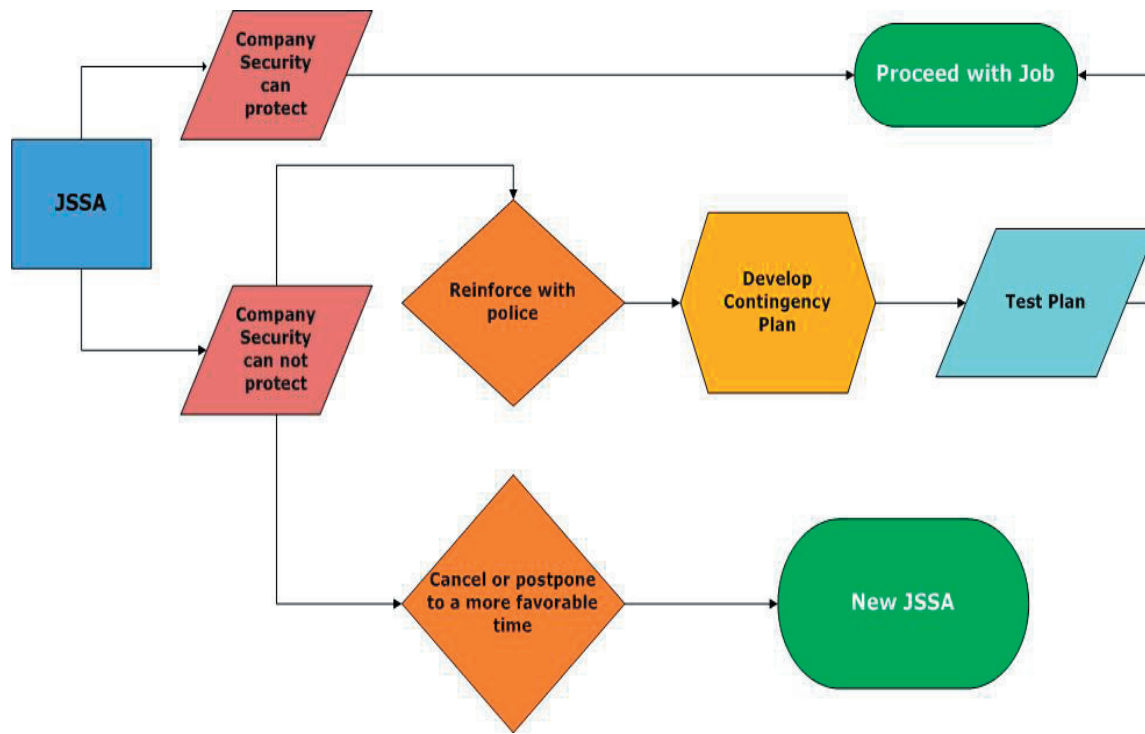 Company
Security
can
protect
Proceed with Job
JSSA
Company
Security
can not
protect
Reinforce with
police
Develop
Contingency
Plan
Test Plan
Cancel or postpone
to a more favorable
time
New JSSA